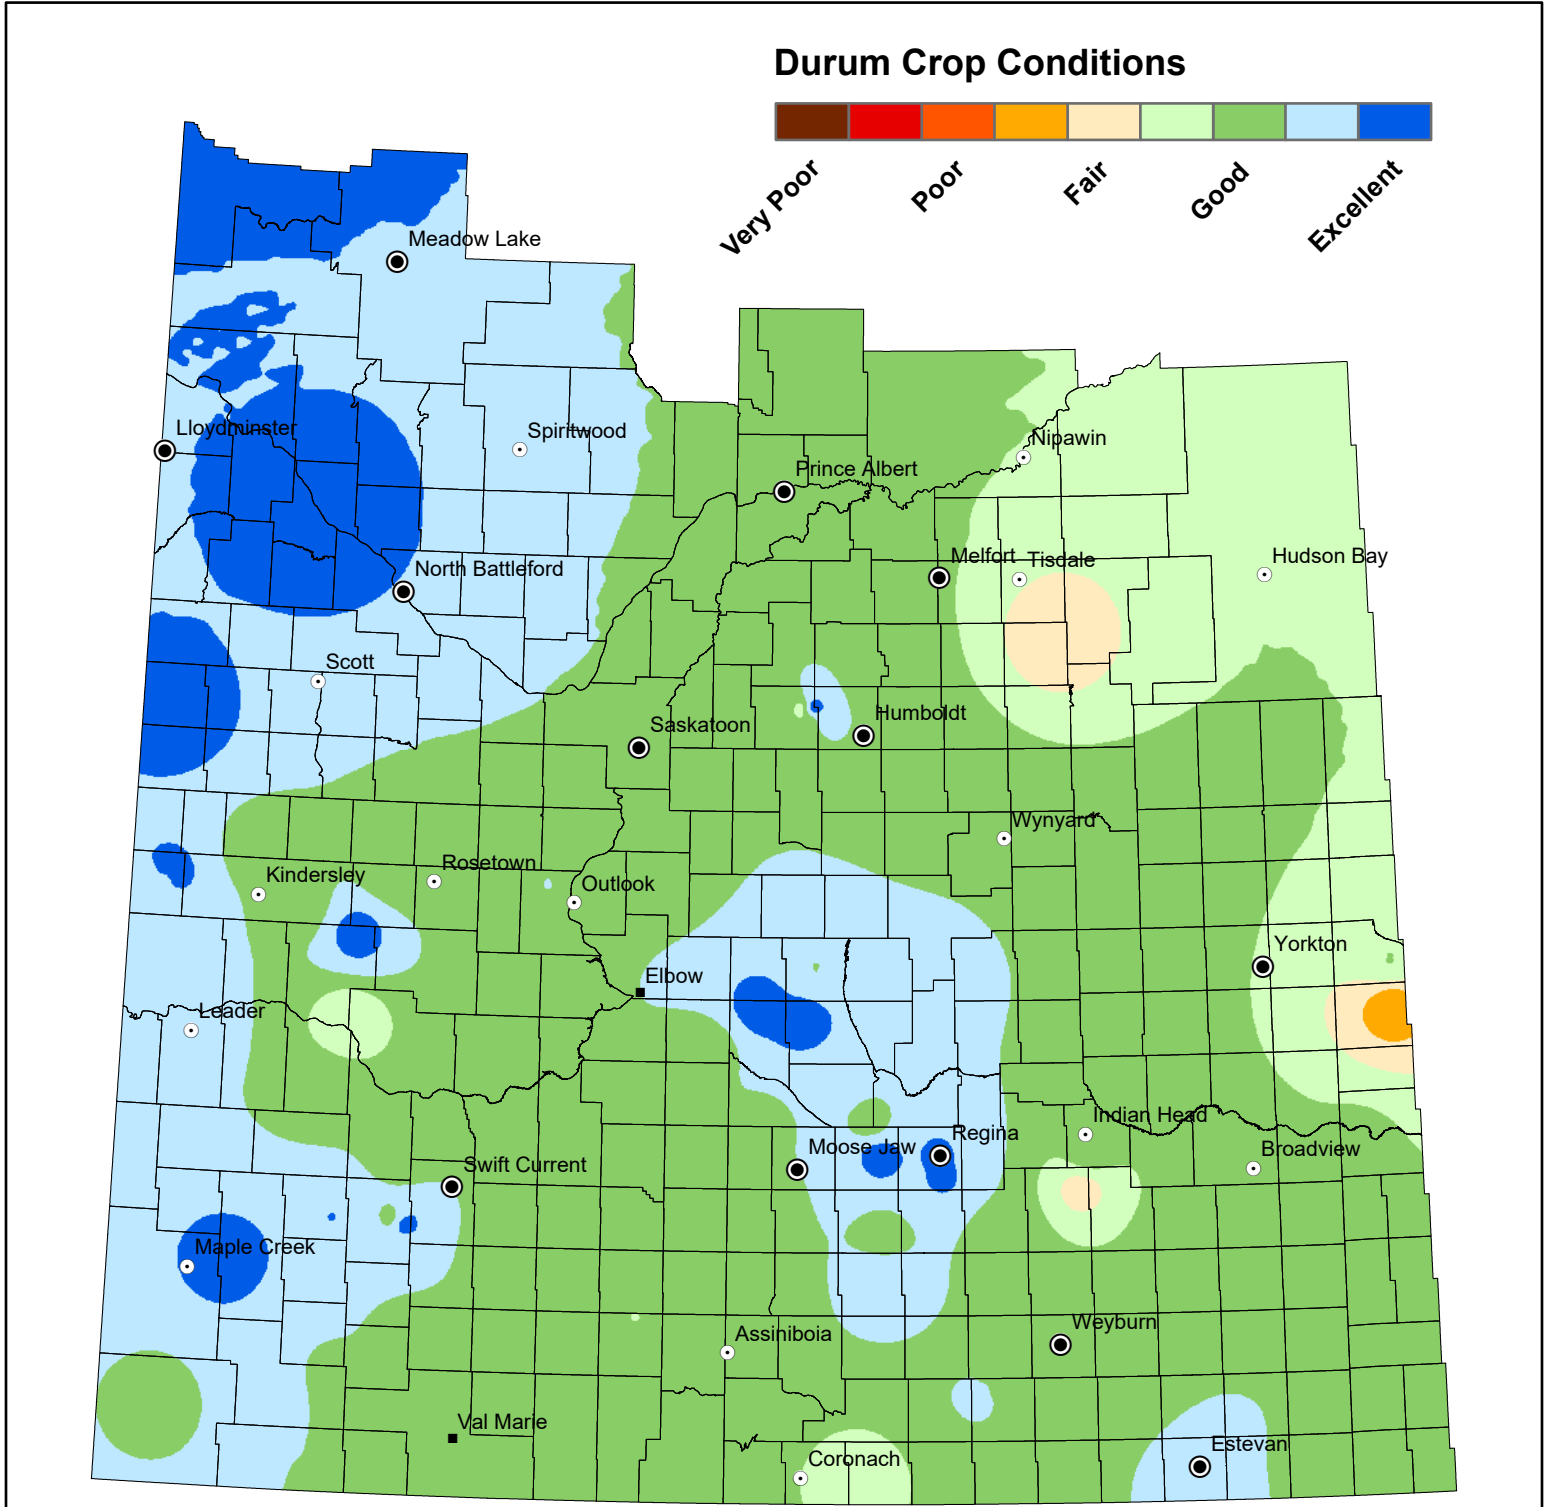 Durum Crop Conditions
Very Poor
Poor
Fair
Good
Excellent
Meadow Lake
Lloydminster
Spiritwood
Nipawin
Prince Albert
Melfort
Tisdale
Hudson Bay
North Battleford
Scott
Saskatoon
Humboldt
Wynyard
Rosetown
Kindersley
Outlook
Yorkton
Elbow
Leader
Indian Head
Regina
Moose Jaw
Broadview
Swift Current
Maple Creek
Weyburn
Assiniboia
Val Marie
Estevan
Coronach